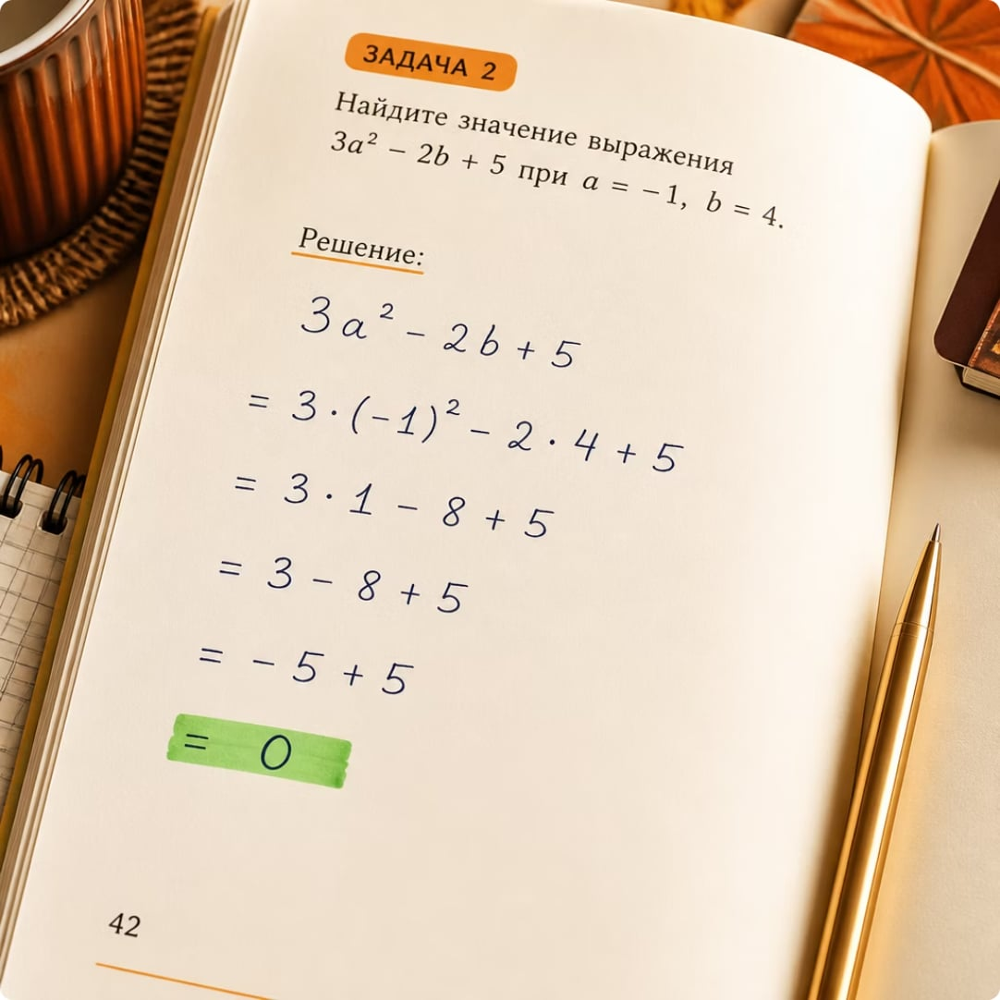 ЗАДАЧА 2
Найдите значение выражения
3a² − 2b + 5 при a = −1, b = 4.
Решение:
3a² − 2b + 5
= 3 · (−1)² − 2 · 4 + 5
= 3 · 1 − 8 + 5
= 3 − 8 + 5
= − 5 + 5
= 0
42